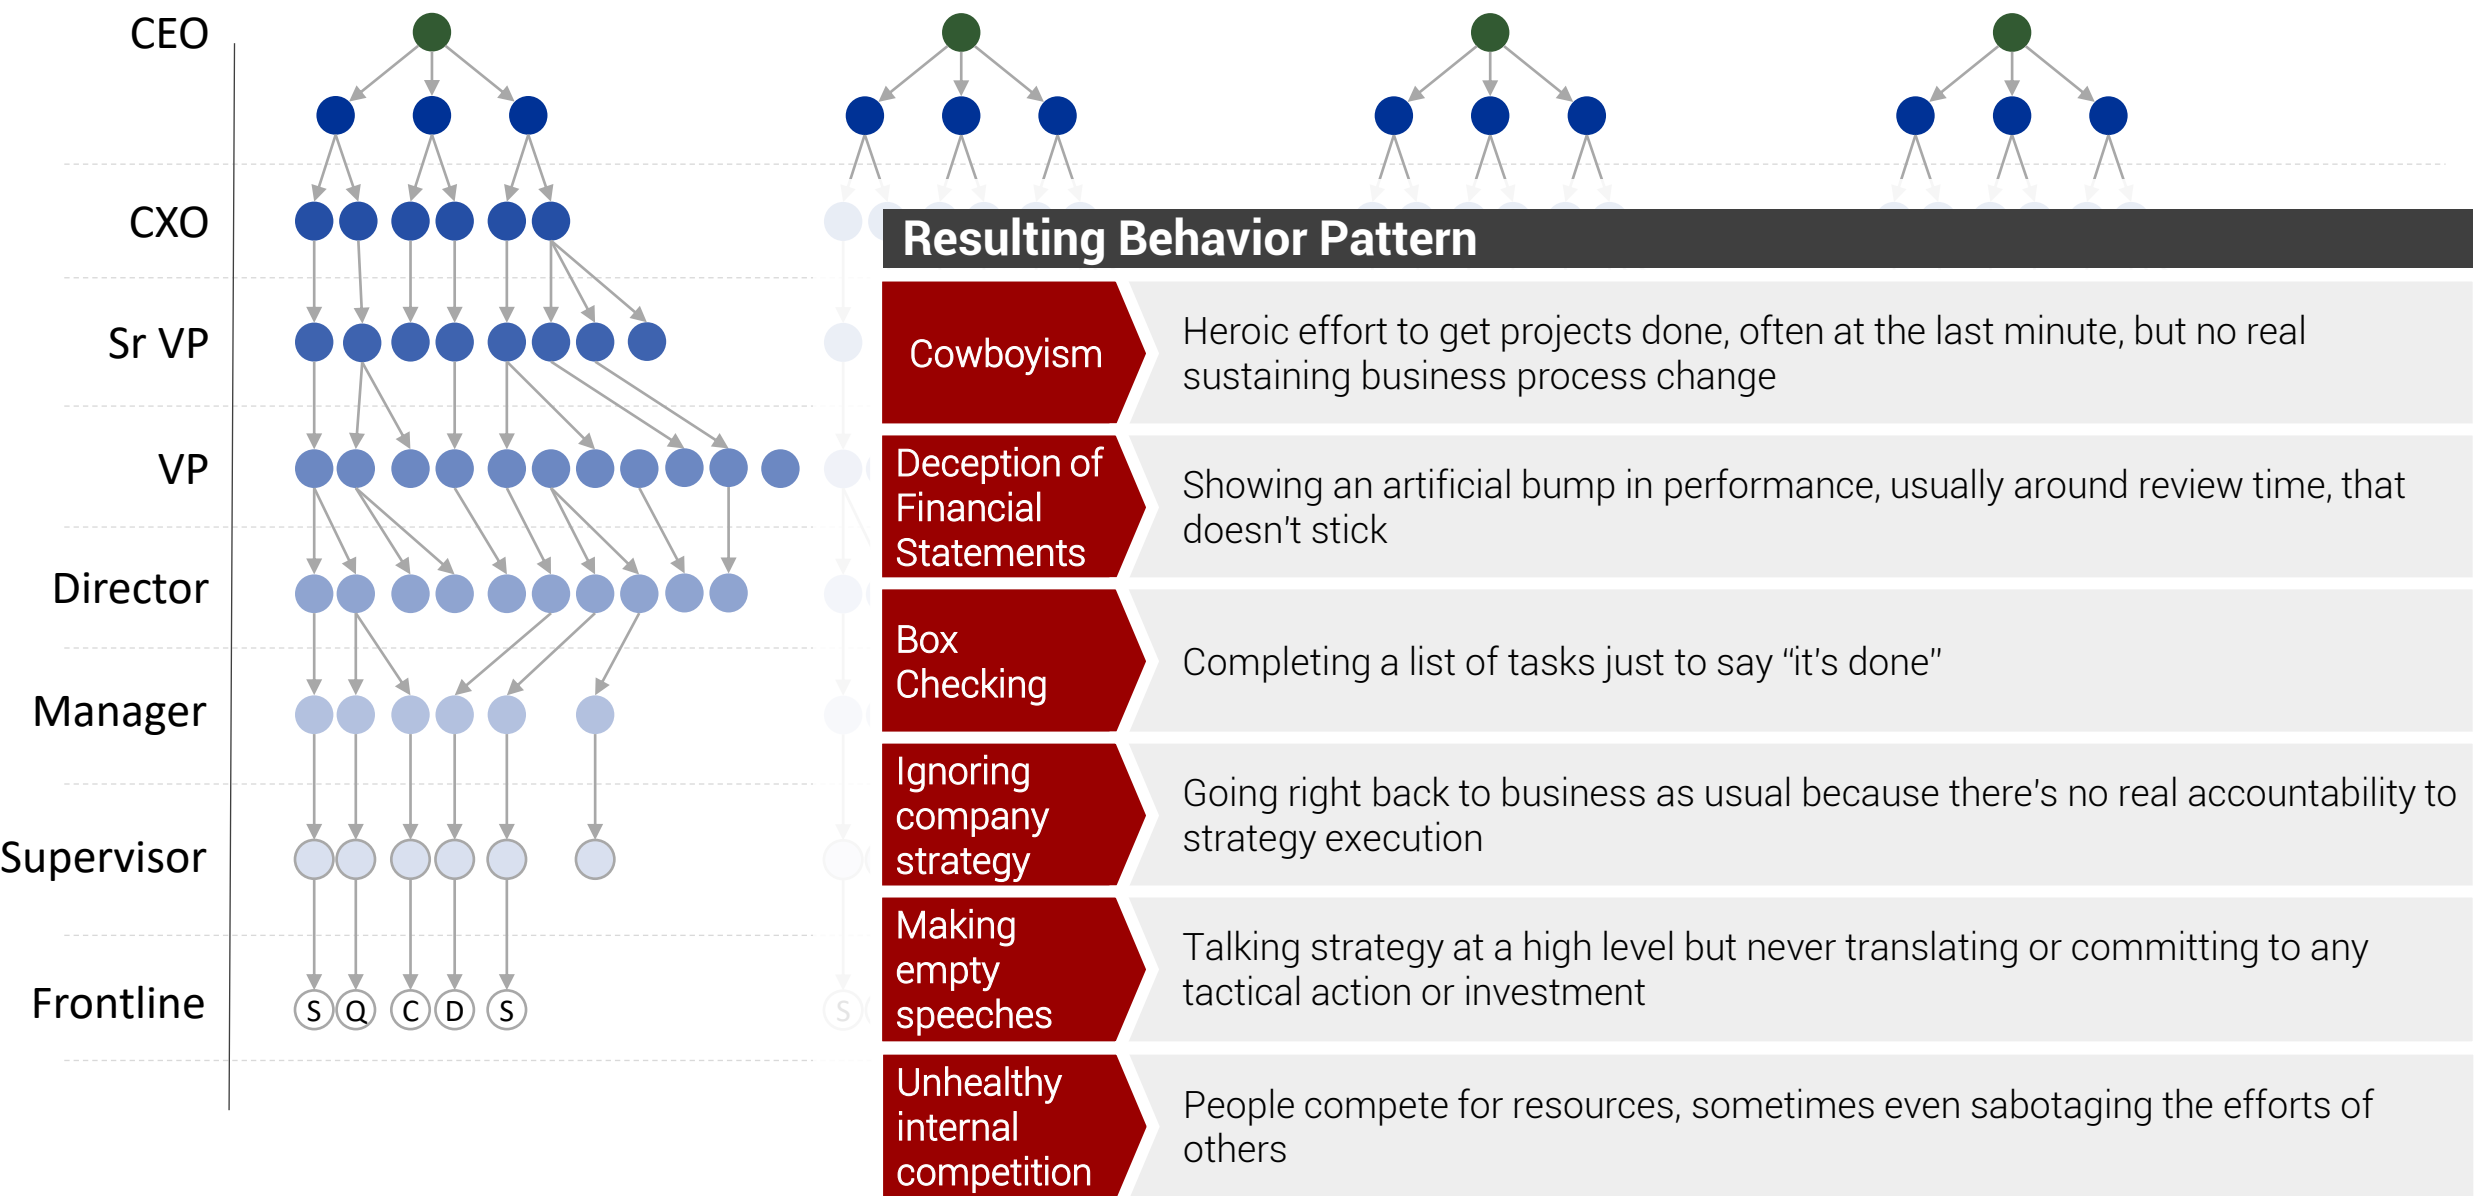 CEO
CXO
Sr VP
VP
Director
Manager
Supervisor
Frontline
S Q C D S
S
Resulting Behavior Pattern
Cowboyism
Heroic effort to get projects done, often at the last minute, but no real
sustaining business process change
Deception of
Financial
Statements
Showing an artificial bump in performance, usually around review time, that
doesn't stick
Box
Checking
Completing a list of tasks just to say “it's done”
Ignoring
company
strategy
Going right back to business as usual because there's no real accountability to
strategy execution
Making
empty
speeches
Talking strategy at a high level but never translating or committing to any
tactical action or investment
Unhealthy
internal
competition
People compete for resources, sometimes even sabotaging the efforts of
others